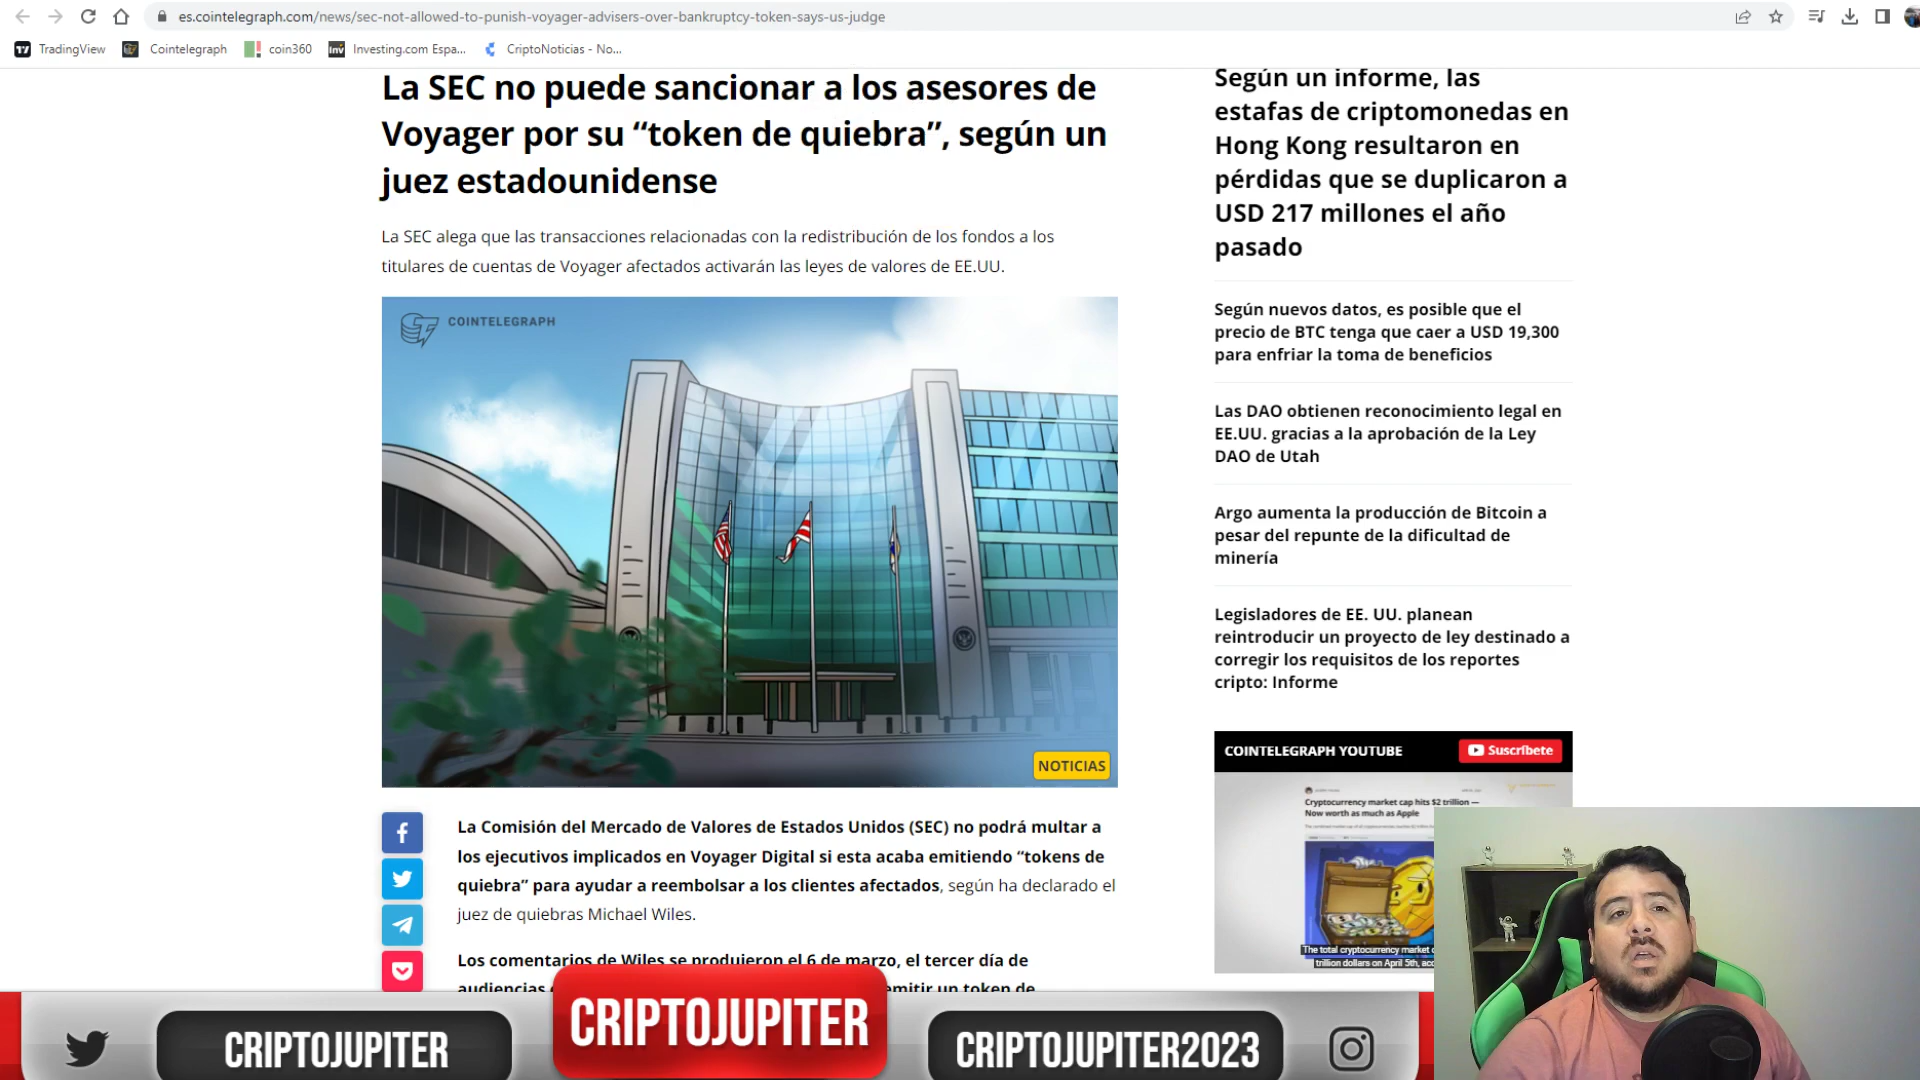 es.cointelegraph.com/news/sec-not-allowed-to-punish-voyager-advisers-over-bankruptcy-token-says-us-judge
TradingView
Cointelegraph
coin360
Investing.com Espa...
CriptoNoticias - No...
La SEC no puede sancionar a los asesores de
Voyager por su “token de quiebra”, según un
juez estadounidense
La SEC alega que las transacciones relacionadas con la redistribución de los fondos a los
titulares de cuentas de Voyager afectados activarán las leyes de valores de EE.UU.
COINTELEGRAPH
NOTICIAS
La Comisión del Mercado de Valores de Estados Unidos (SEC) no podrá multar a
los ejecutivos implicados en Voyager Digital si esta acaba emitiendo “tokens de
quiebra” para ayudar a reembolsar a los clientes afectados, según ha declarado el
juez de quiebras Michael Wiles.
Los comentarios de Wiles se produjeron el 6 de marzo, el tercer día de
audiencias
emitir un token de
Según un informe, las
estafas de criptomonedas en
Hong Kong resultaron en
pérdidas que se duplicaron a
USD 217 millones el año
pasado
Según nuevos datos, es posible que el
precio de BTC tenga que caer a USD 19,300
para enfriar la toma de beneficios
Las DAO obtienen reconocimiento legal en
EE.UU. gracias a la aprobación de la Ley
DAO de Utah
Argo aumenta la producción de Bitcoin a
pesar del repunte de la dificultad de
minería
Legisladores de EE. UU. planean
reintroducir un proyecto de ley destinado a
corregir los requisitos de los reportes
cripto: Informe
COINTELEGRAPH YOUTUBE
Suscríbete
Cryptocurrency market cap hits $2 trillion —
Now worth as much as Apple
The total cryptocurrency market
trillion dollars on April 5th,
CRIPTOJUPITER
CRIPTOJUPITER
CRIPTOJUPITER2023